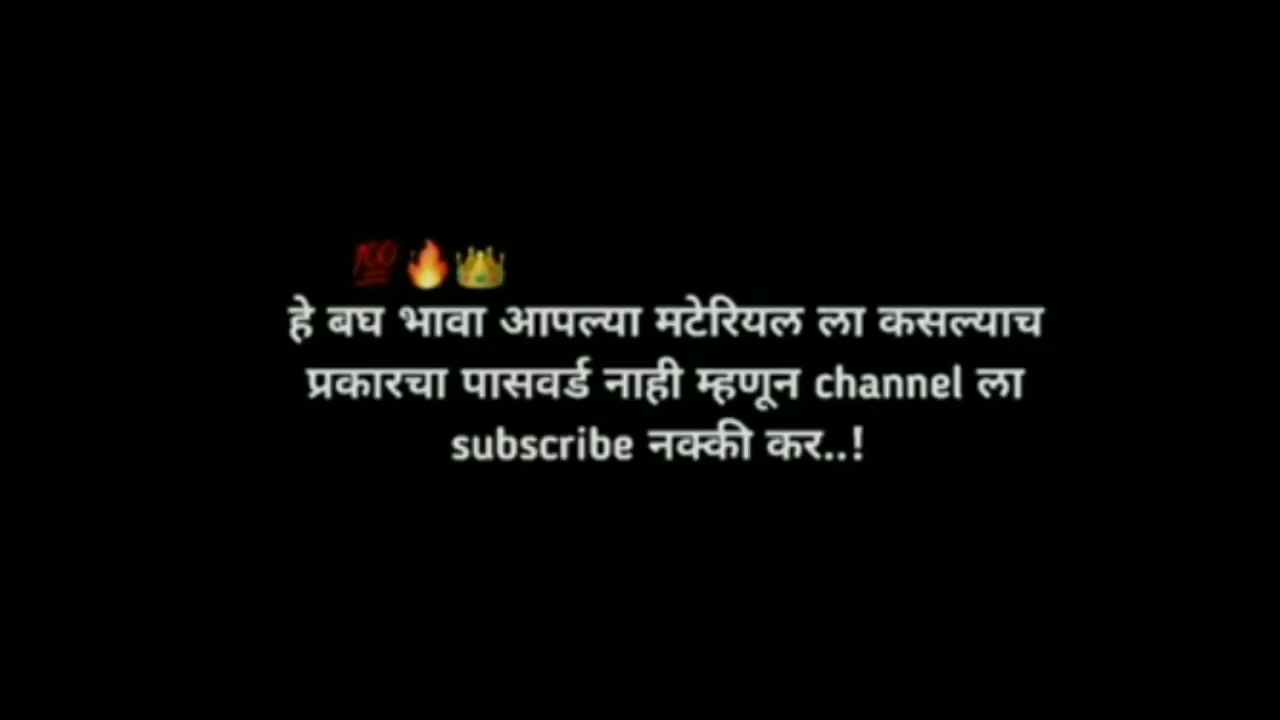 💯🔥👑
हे बघ भावा आपल्या मटेरियल ला कसल्याच
प्रकारचा पासवर्ड नाही म्हणून channel ला
subscribe नक्की कर..!